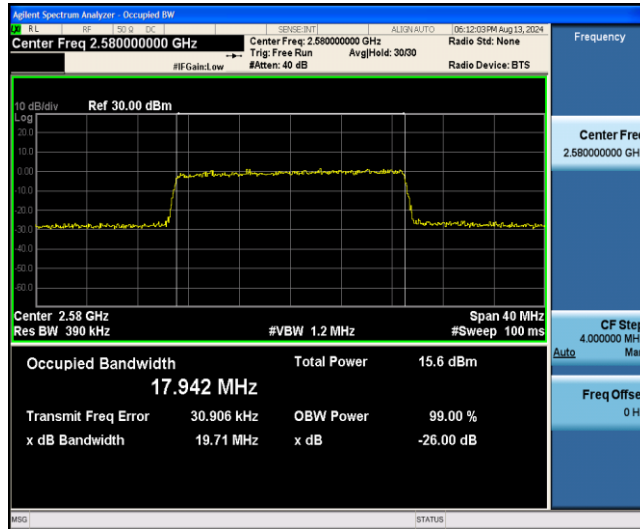 Agilent Spectrum Analyzer - Occupied BW
RL RF 50 Ω DC SENSE:INT ALIGNAUTO 06:12:03PM Aug 13, 2024
Center Freq 2.580000000 GHz Center Freq: 2.580000000 GHz Radio Std: None
Trig: Free Run Avg|Hold: 30/30
#IFGain:Low #Atten: 40 dB Radio Device: BTS
10 dB/div Ref 30.00 dBm
Log
20.0
10.0
0.00
-10.0
-20.0
-30.0
-40.0
-50.0
-60.0
Center 2.58 GHz Span 40 MHz
Res BW 390 kHz #VBW 1.2 MHz #Sweep 100 ms
Occupied Bandwidth Total Power 15.6 dBm
17.942 MHz
Transmit Freq Error 30.906 kHz OBW Power 99.00 %
x dB Bandwidth 19.71 MHz x dB -26.00 dB
MSG STATUS
Frequency
Center Fre
2.580000000 GH
CF Step
4.000000 MH
Auto Ma
Freq Offse
0 H